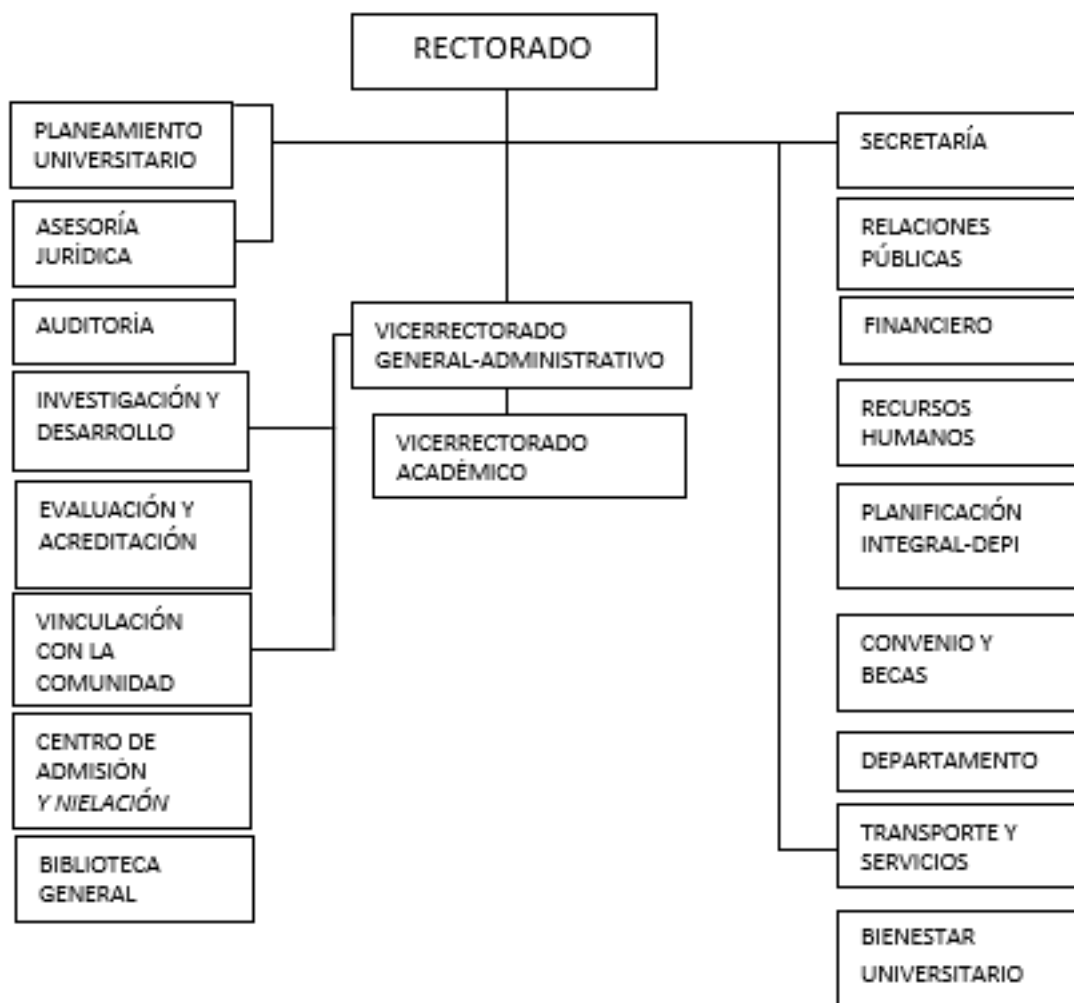 RECTORADO
PLANEAMIENTO
UNIVERSITARIO
ASESORÍA
JURÍDICA
AUDITORÍA
INVESTIGACIÓN Y
DESARROLLO
EVALUACIÓN Y
ACREDITACIÓN
VINCULACIÓN
CON LA
COMUNIDAD
CENTRO DE
ADMISIÓN
Y NIELACIÓN
BIBLIOTECA
GENERAL
VICERRECTORADO
GENERAL-ADMINISTRATIVO
VICERRECTORADO
ACADÉMICO
SECRETARÍA
RELACIONES
PÚBLICAS
FINANCIERO
RECURSOS
HUMANOS
PLANIFICACIÓN
INTEGRAL-DEPI
CONVENIO Y
BECAS
DEPARTAMENTO
TRANSPORTE Y
SERVICIOS
BIENESTAR
UNIVERSITARIO